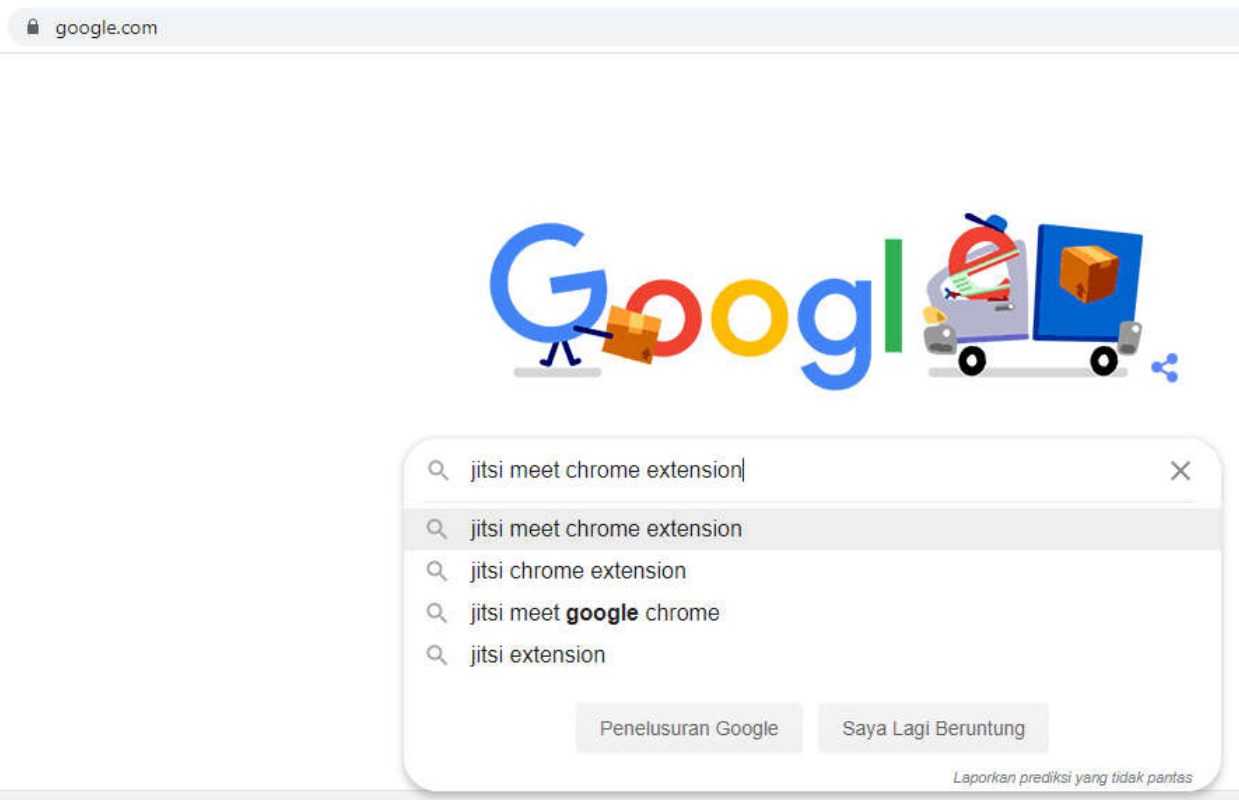 google.com
Google
jitsi meet chrome extension
jitsi meet chrome extension
jitsi chrome extension
jitsi meet google chrome
jitsi extension
Penelusuran Google Saya Lagi Beruntung
Laporkan prediksi yang tidak pantas